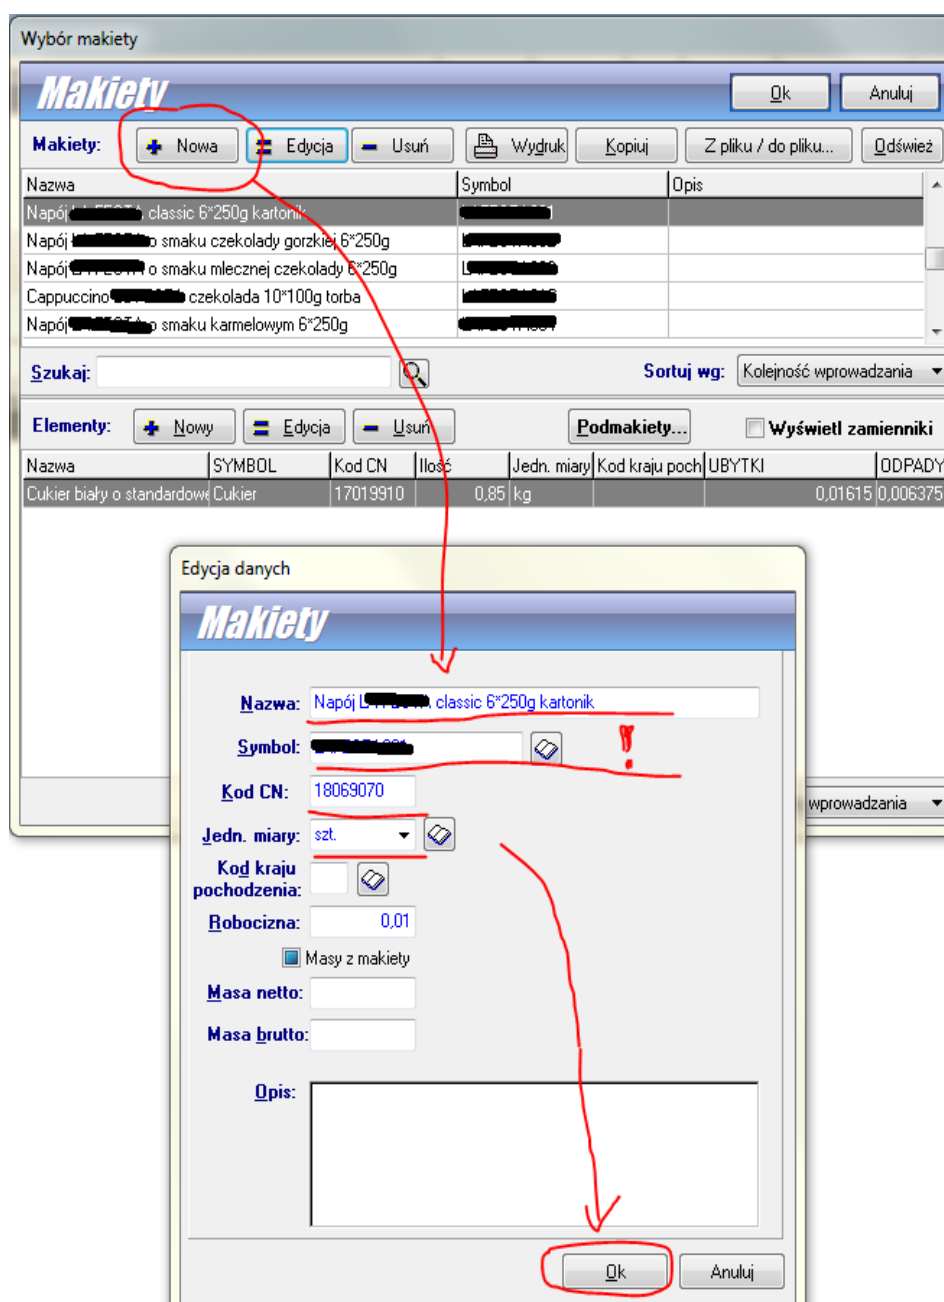 Wybór makiety
Makiety
Ok Anuluj
Makiety: Nowa Edycja Usuń Wydruk Kopiuj Z pliku / do pliku... Odśwież
Nazwa Symbol Opis
Napój classic 6*250g kartonik
Napój o smaku czekolady gorzkiej 6*250g
Napój o smaku mlecznej czekolady 6*250g
Cappuccino czekolada 10*100g torba
Napój o smaku karmelowym 6*250g
Szukaj: Sortuj wg: Kolejność wprowadzania
Elementy: Nowy Edycja Usuń Podmakiety... Wyświetl zamienniki
Nazwa SYMBOL Kod CN Ilość Jedn. miary Kod kraju poch UBYTKI ODPADY
Cukier biały o standardowe Cukier 17019910 0,85 kg 0,01615 0,006375
Edycja danych
Makiety
Nazwa: Napój classic 6*250g kartonik
Symbol: !
Kod CN: 18069070
wprowadzania
Jedn. miary: szt.
Kod kraju
pochodzenia:
Robocizna: 0,01
Masy z makiety
Masa netto:
Masa brutto:
Opis:
Ok Anuluj